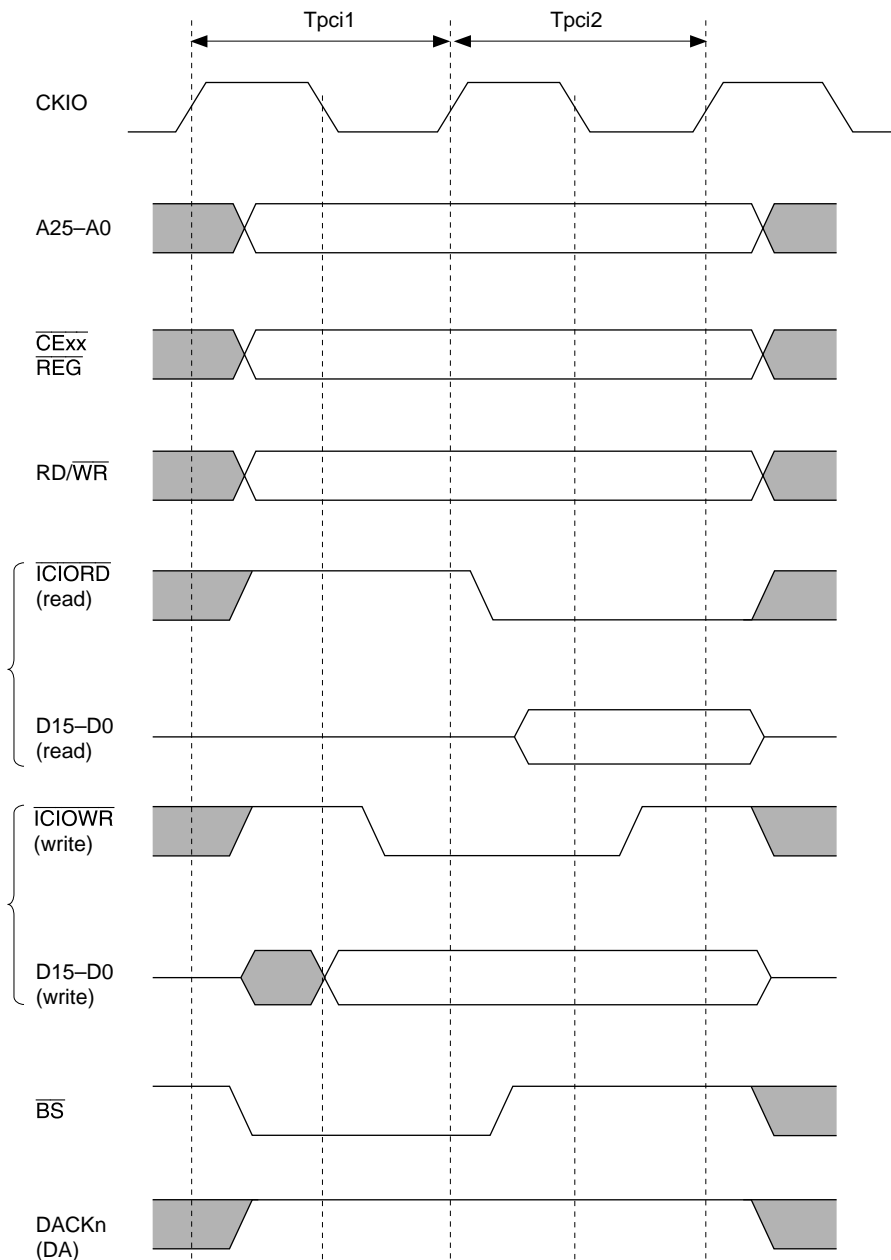 Tpci1 Tpci2
CKIO
A25–A0
CExx
REG
RD/WR
ICIORD
(read)
D15–D0
(read)
ICIOWR
(write)
D15–D0
(write)
BS
DACKn
(DA)